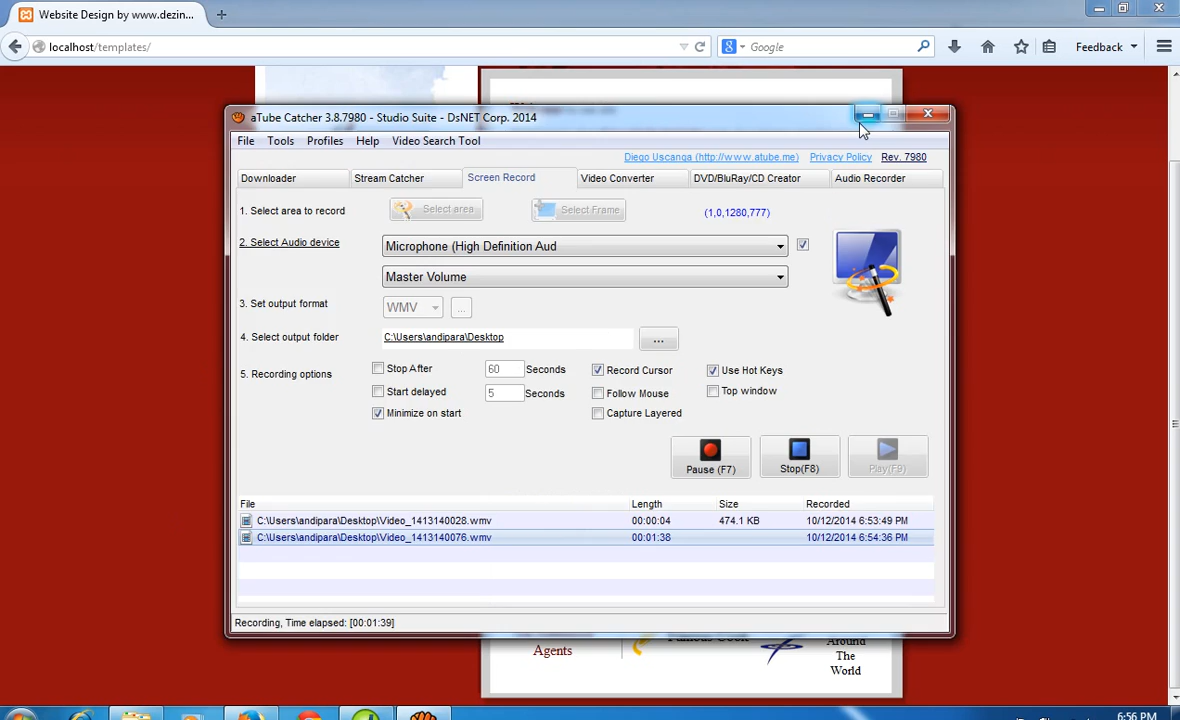 Website Design by www.dezin...
localhost/templates/
Google
Feedback
aTube Catcher 3.8.7980 - Studio Suite - DsNET Corp. 2014
File Tools Profiles Help Video Search Tool
Diego Uscanga (http://www.atube.me) Privacy Policy Rev. 7980
Downloader Stream Catcher Screen Record Video Converter DVD/BluRay/CD Creator Audio Recorder
1. Select area to record Select area Select Frame (1,0,1280,777)
2. Select Audio device Microphone (High Definition Aud
Master Volume
3. Set output format WMV ...
4. Select output folder C:\Users\andipara\Desktop ...
5. Recording options
Stop After 60 Seconds Record Cursor Use Hot Keys
Start delayed 5 Seconds Follow Mouse Top window
Minimize on start Capture Layered
Pause (F7) Stop(F8) Play(F9)
File Length Size Recorded
C:\Users\andipara\Desktop\Video_1413140028.wmv 00:00:04 474.1 KB 10/12/2014 6:53:49 PM
C:\Users\andipara\Desktop\Video_1413140076.wmv 00:01:38 10/12/2014 6:54:36 PM
Recording, Time elapsed: [00:01:39]
Agents
Around
The
World
6:56 PM